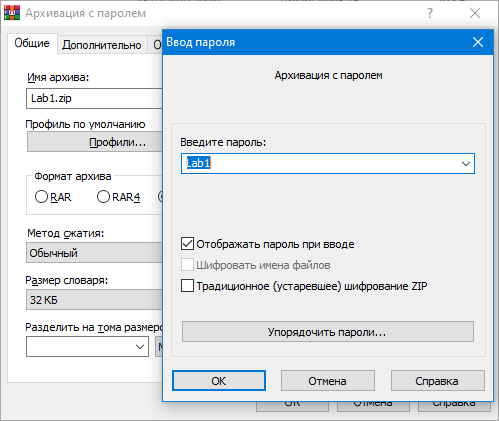 Архивация с паролем
?
Общие
Дополнительно
О
Имя архива:
Lab1.zip
Профиль по умолчанию
Профили...
Формат архива
RAR
RAR4
Метод сжатия:
Обычный
Размер словаря:
32 КБ
Разделить на тома размеро
Ввод пароля
Архивация с паролем
Введите пароль:
Lab1
Отображать пароль при вводе
Шифровать имена файлов
Традиционное (устаревшее) шифрование ZIP
Упорядочить пароли...
OK
Отмена
Справка
OK
Отмена
Справка